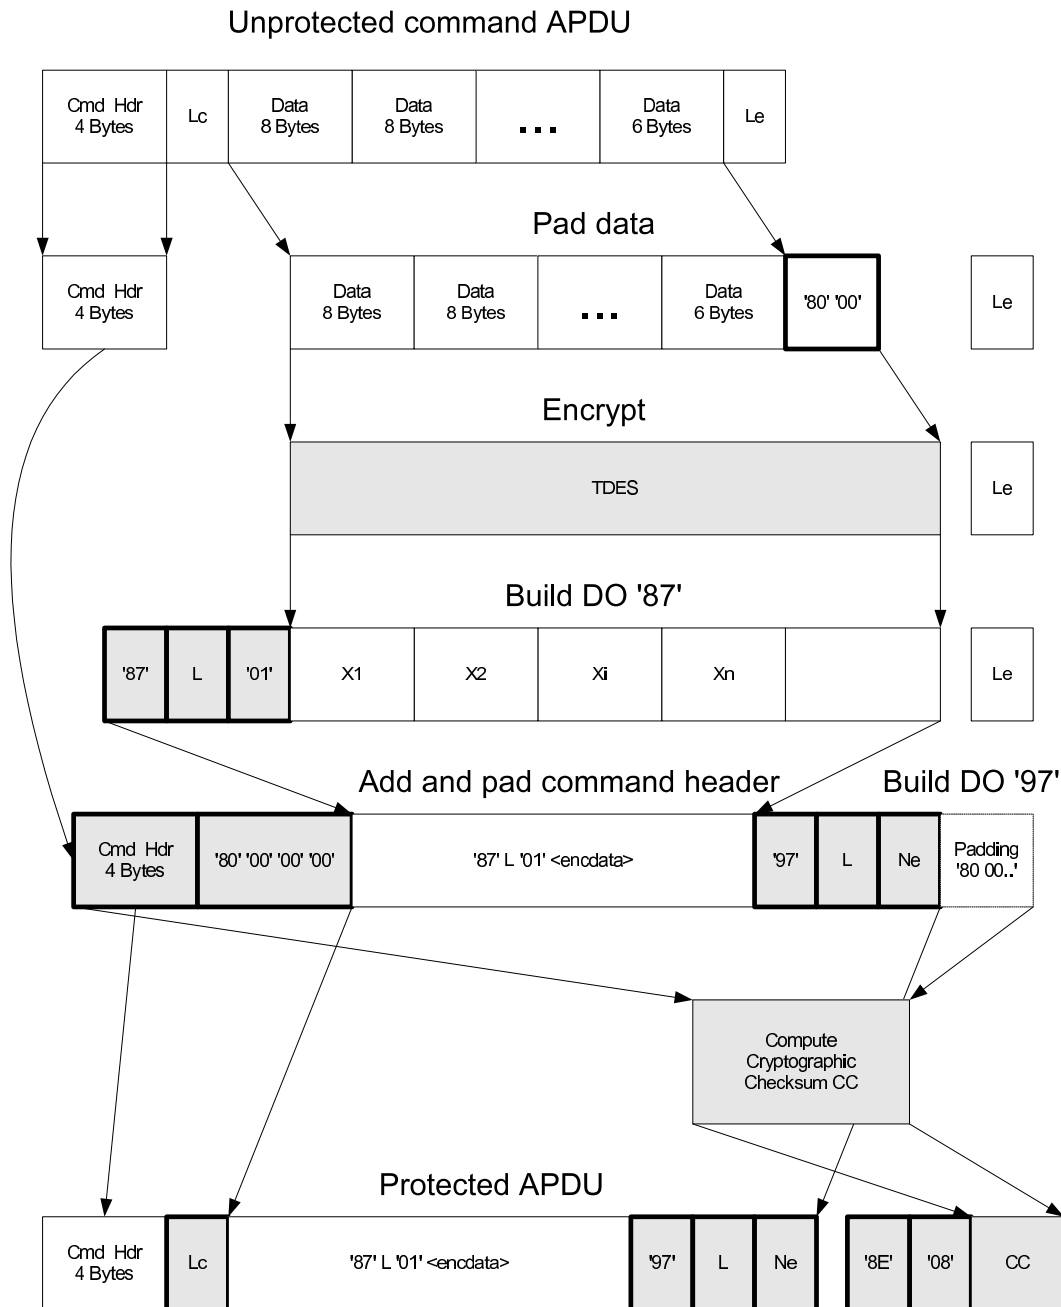 Unprotected command APDU
Cmd Hdr
4 Bytes
Lc
Data
8 Bytes
Data
8 Bytes
...
Data
6 Bytes
Le
Pad data
Cmd Hdr
4 Bytes
Data
8 Bytes
Data
8 Bytes
...
Data
6 Bytes
'80' '00'
Le
Encrypt
TDES
Le
Build DO '87'
'87'
L
'01'
X1
X2
Xi
Xn
Le
Add and pad command header
Build DO '97'
Cmd Hdr
4 Bytes
'80' '00' '00' '00'
'87' L '01' <encdata>
'97'
L
Ne
Padding
'80 00..'
Compute
Cryptographic
Checksum CC
Protected APDU
Cmd Hdr
4 Bytes
Lc
'87' L '01' <encdata>
'97'
L
Ne
'8E'
'08'
CC